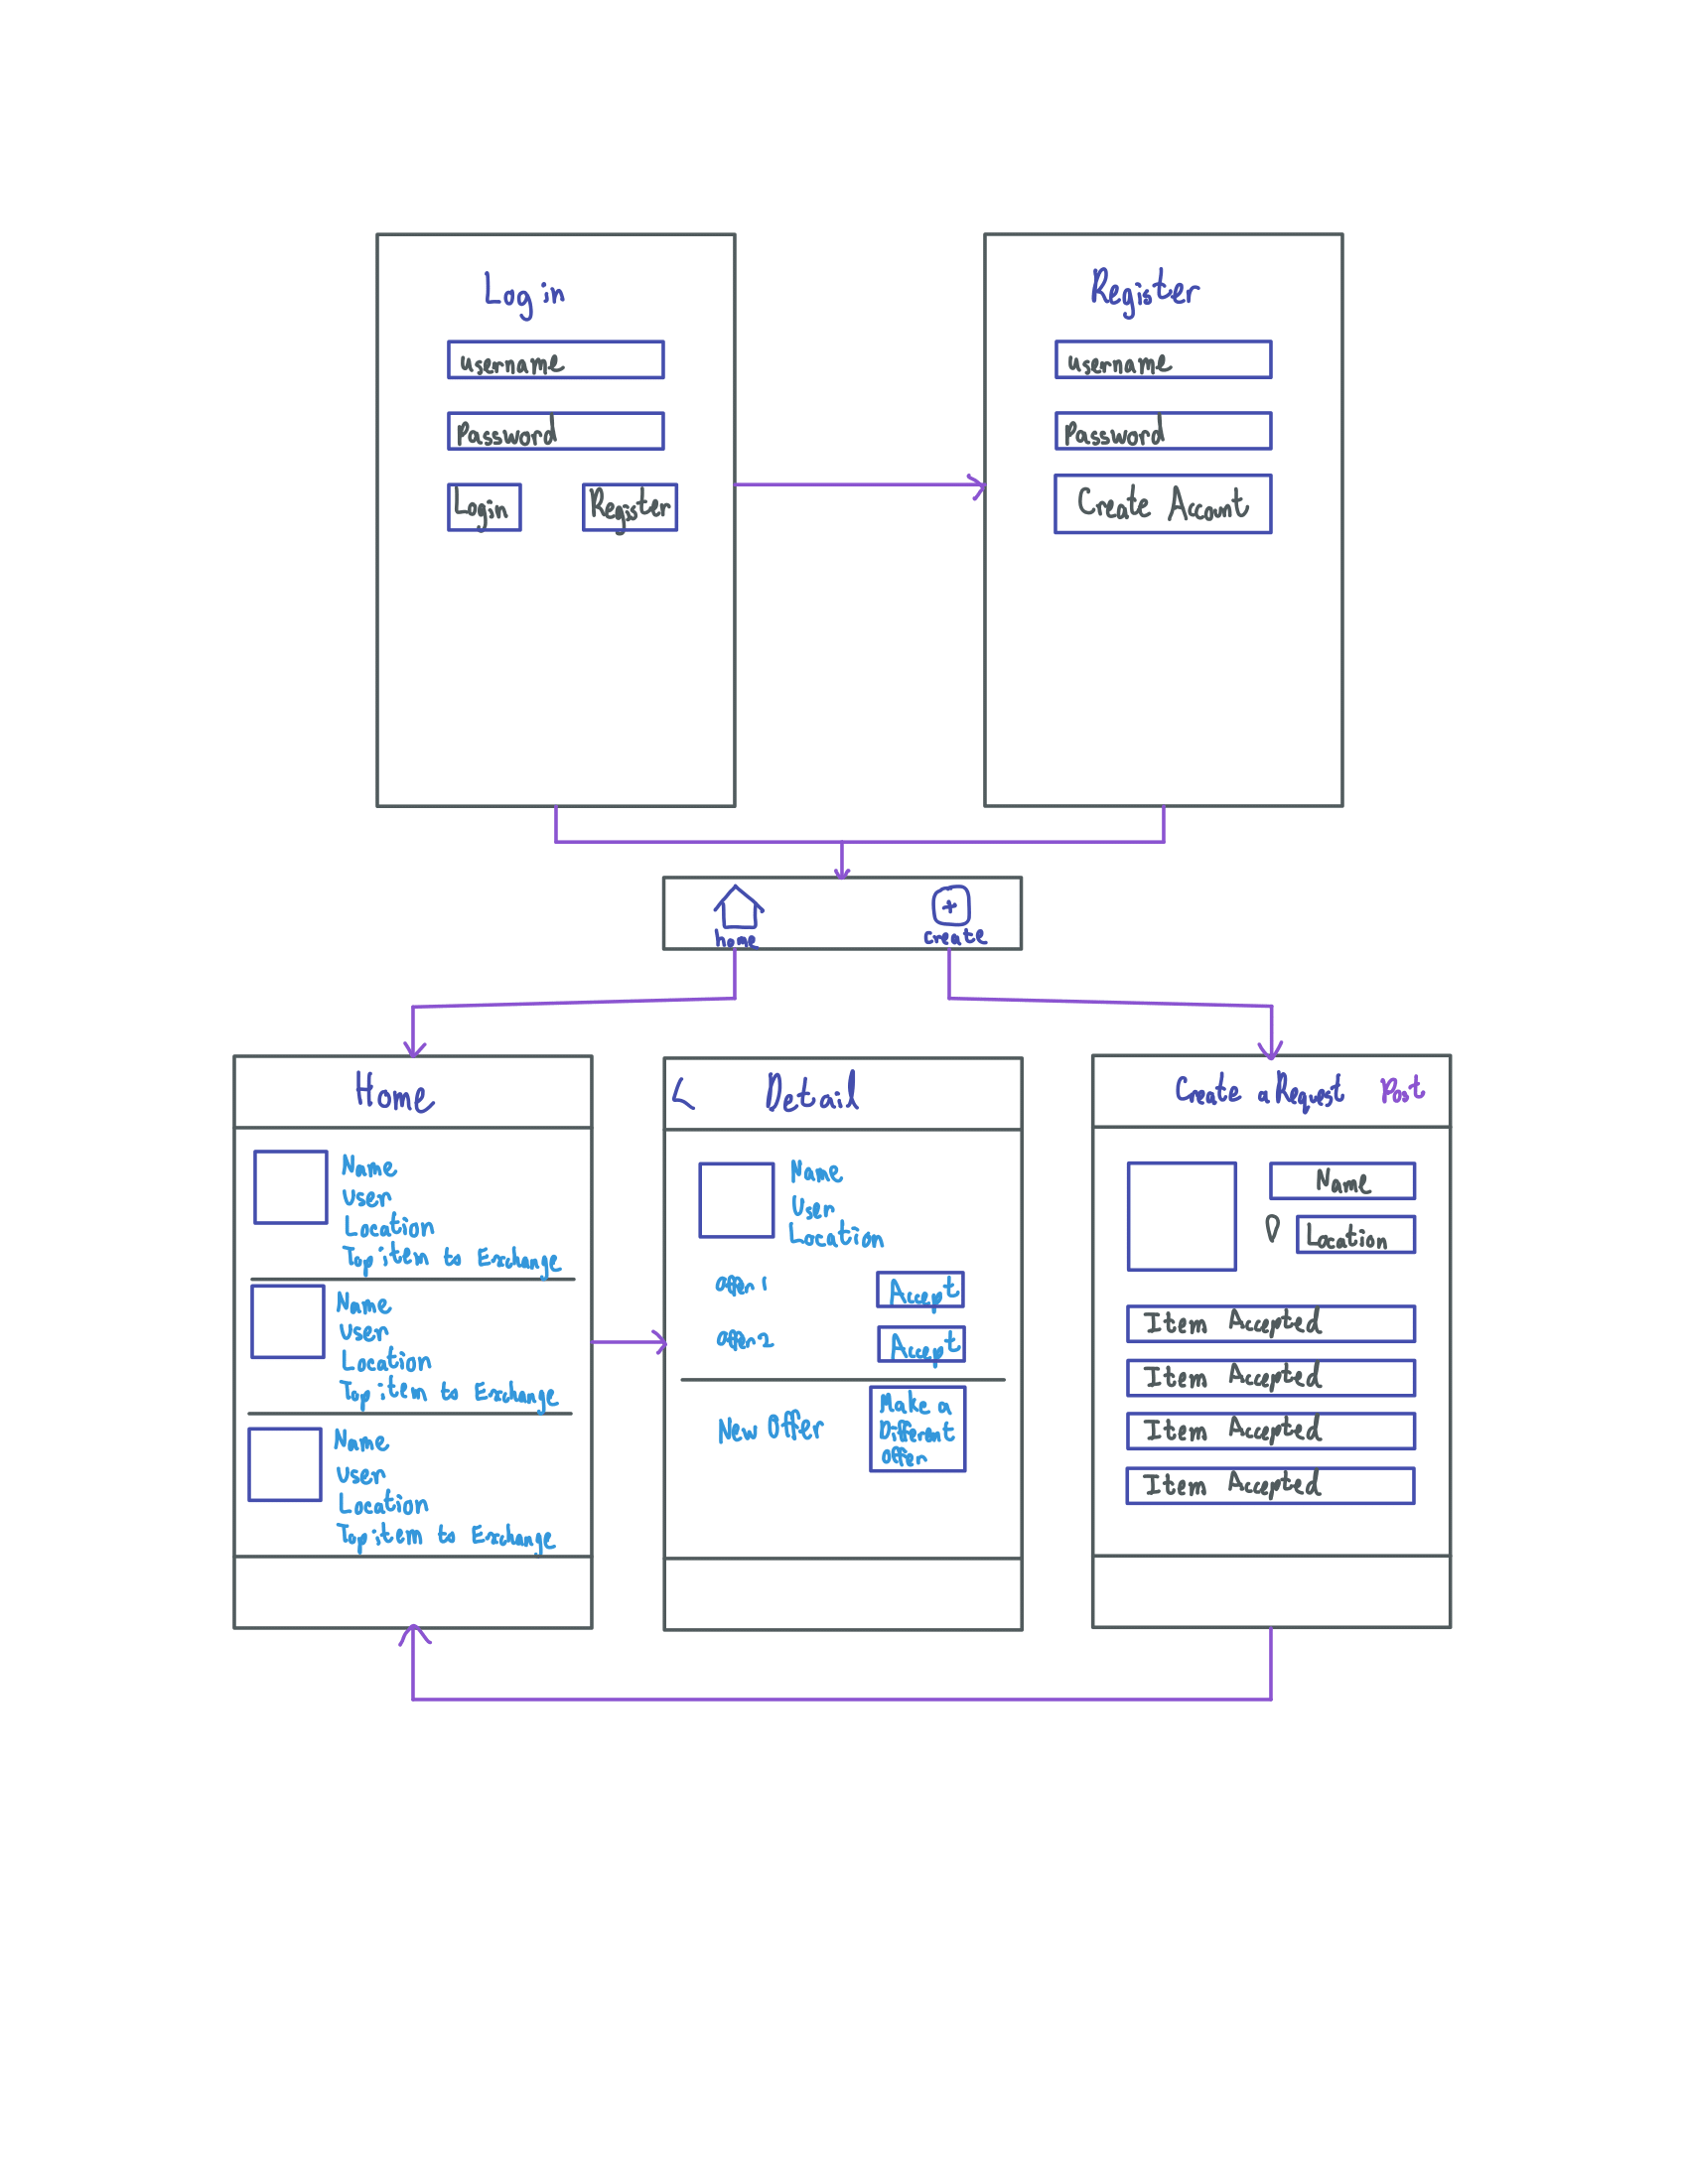 Login
username
Password
Login
Register
Register
username
Password
Create Account
home
create
Home
Name
User
Location
Top item to Exchange
Name
User
Location
Top item to Exchange
Name
User
Location
Top item to Exchange
Detail
Name
User
Location
offer 1
Accept
offer 2
Accept
New Offer
Make a
Different
offer
Create a Request Post
Name
Location
Item Accepted
Item Accepted
Item Accepted
Item Accepted